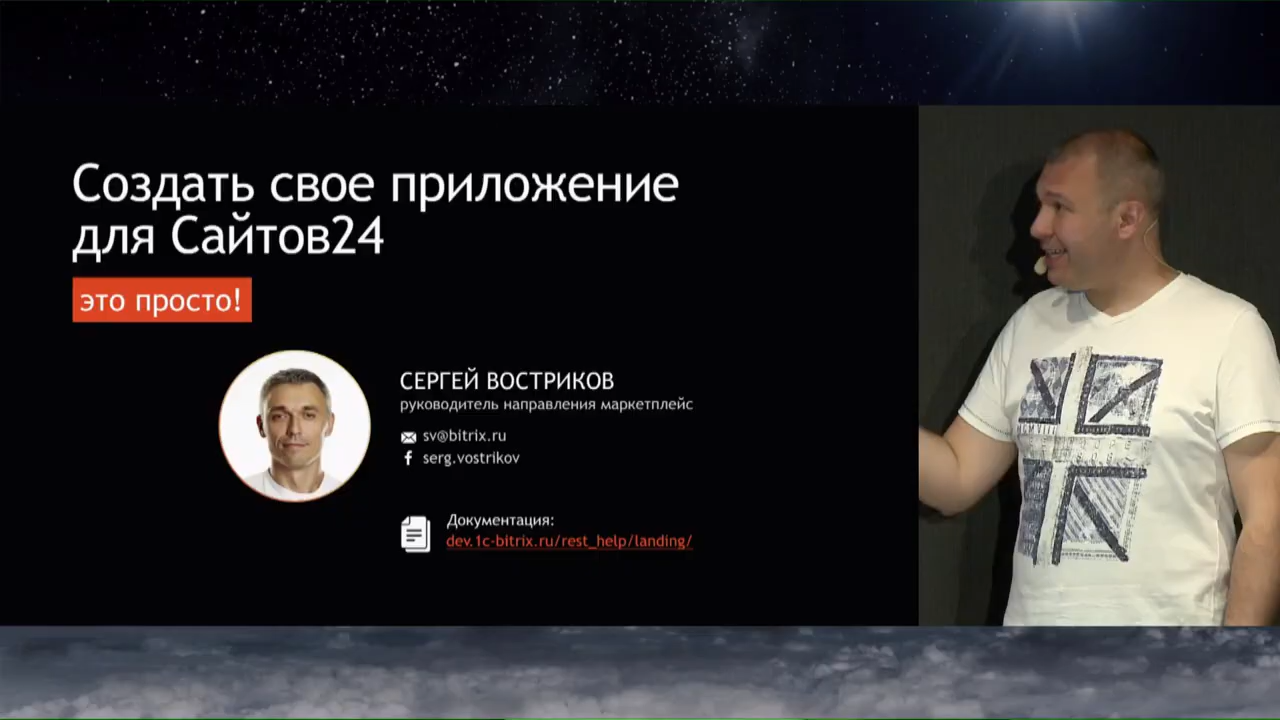 Создать свое приложение
для Сайтов24
это просто!
СЕРГЕЙ ВОСТРИКОВ
руководитель направления маркетплейс
sv@bitrix.ru
serg.vostrikov
Документация:
dev.1c-bitrix.ru/rest_help/landing/